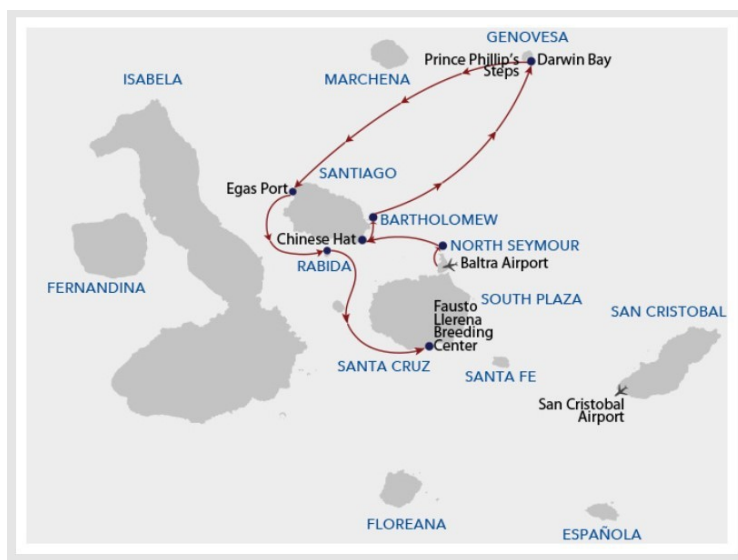 GENOVESA
Prince Phillip's
Steps
Darwin Bay
MARCHENA
ISABELA
SANTIAGO
Egas Port
BARTHOLOMEW
Chinese Hat
NORTH SEYMOUR
RABIDA
Baltra Airport
FERNANDINA
SOUTH PLAZA
Fausto
Llerena
Breeding
Center
SAN CRISTOBAL
SANTA CRUZ
SANTA FE
San Cristobal
Airport
FLOREANA
ESPAÑOLA